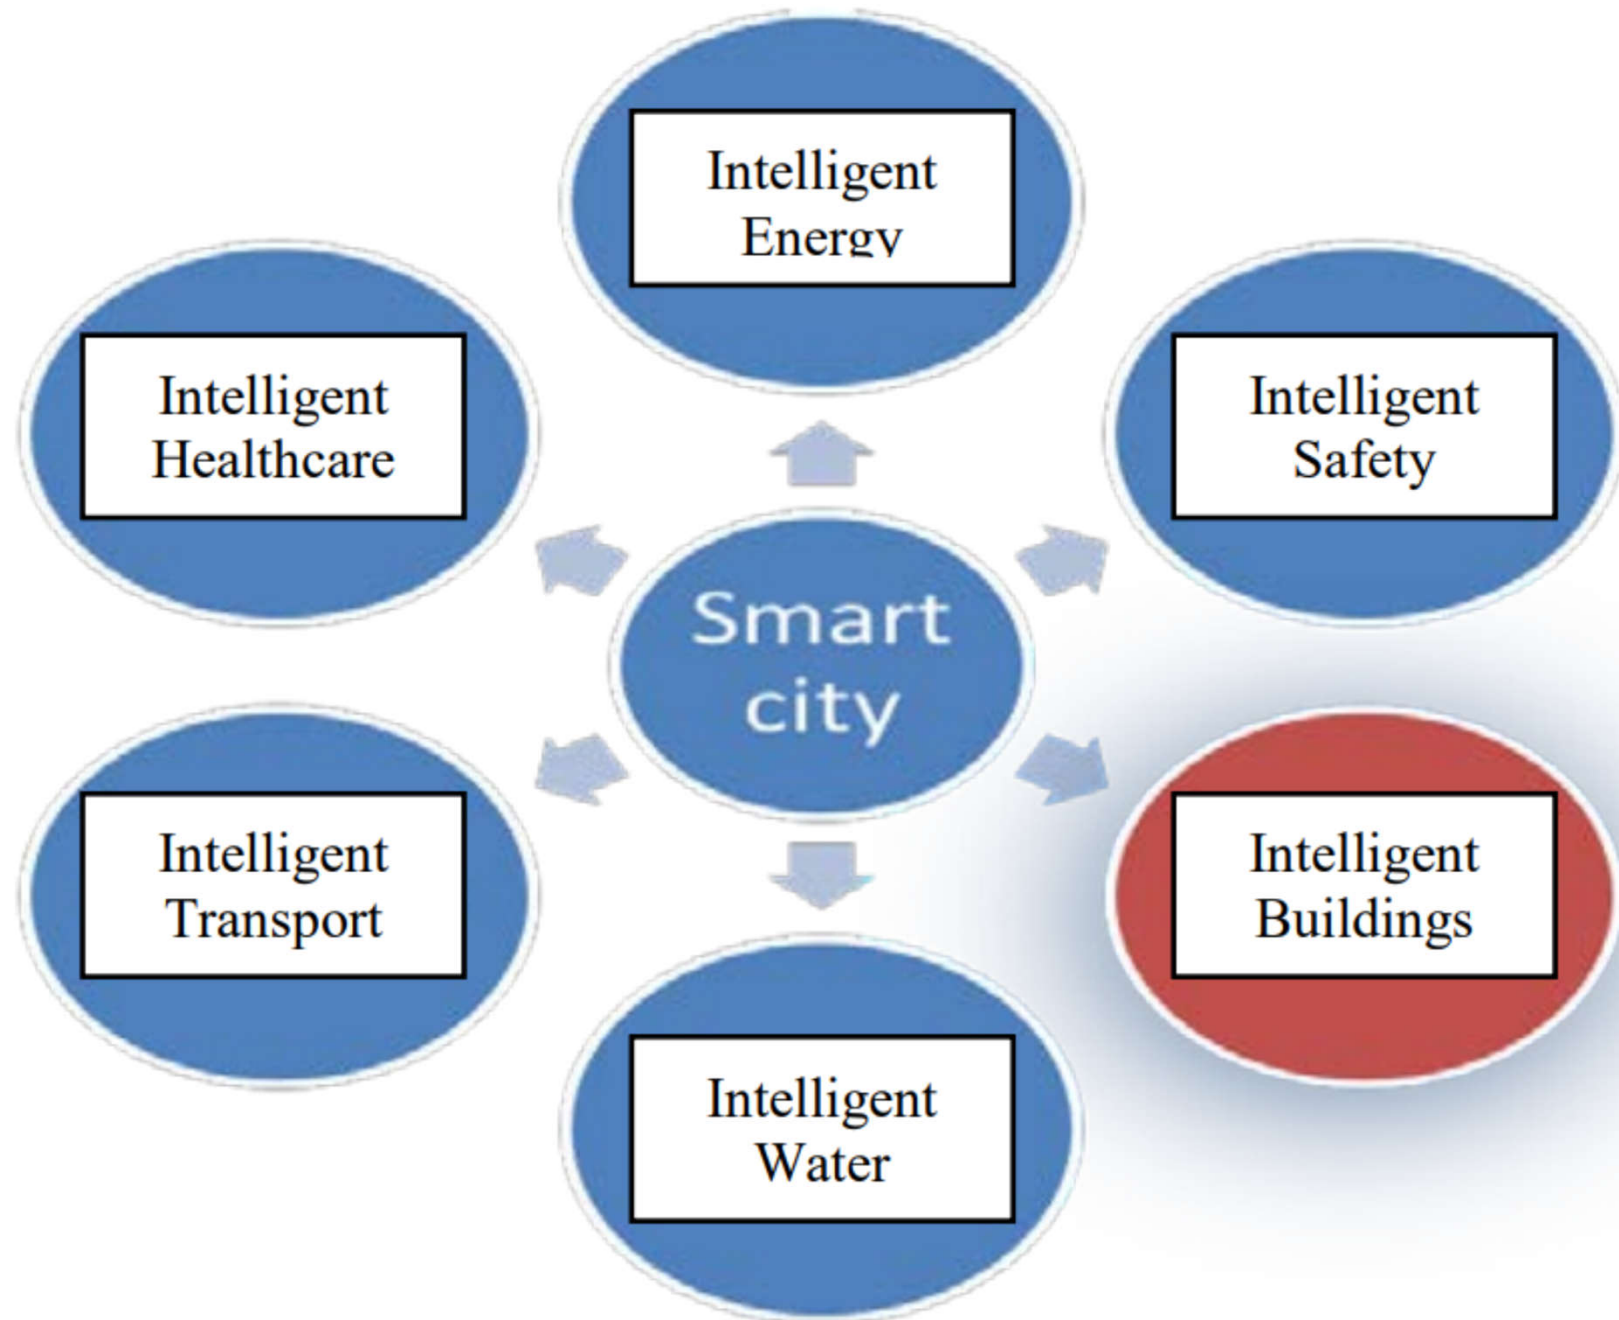 Intelligent
Energy
Intelligent
Healthcare
Intelligent
Safety
Smart
city
Intelligent
Transport
Intelligent
Buildings
Intelligent
Water